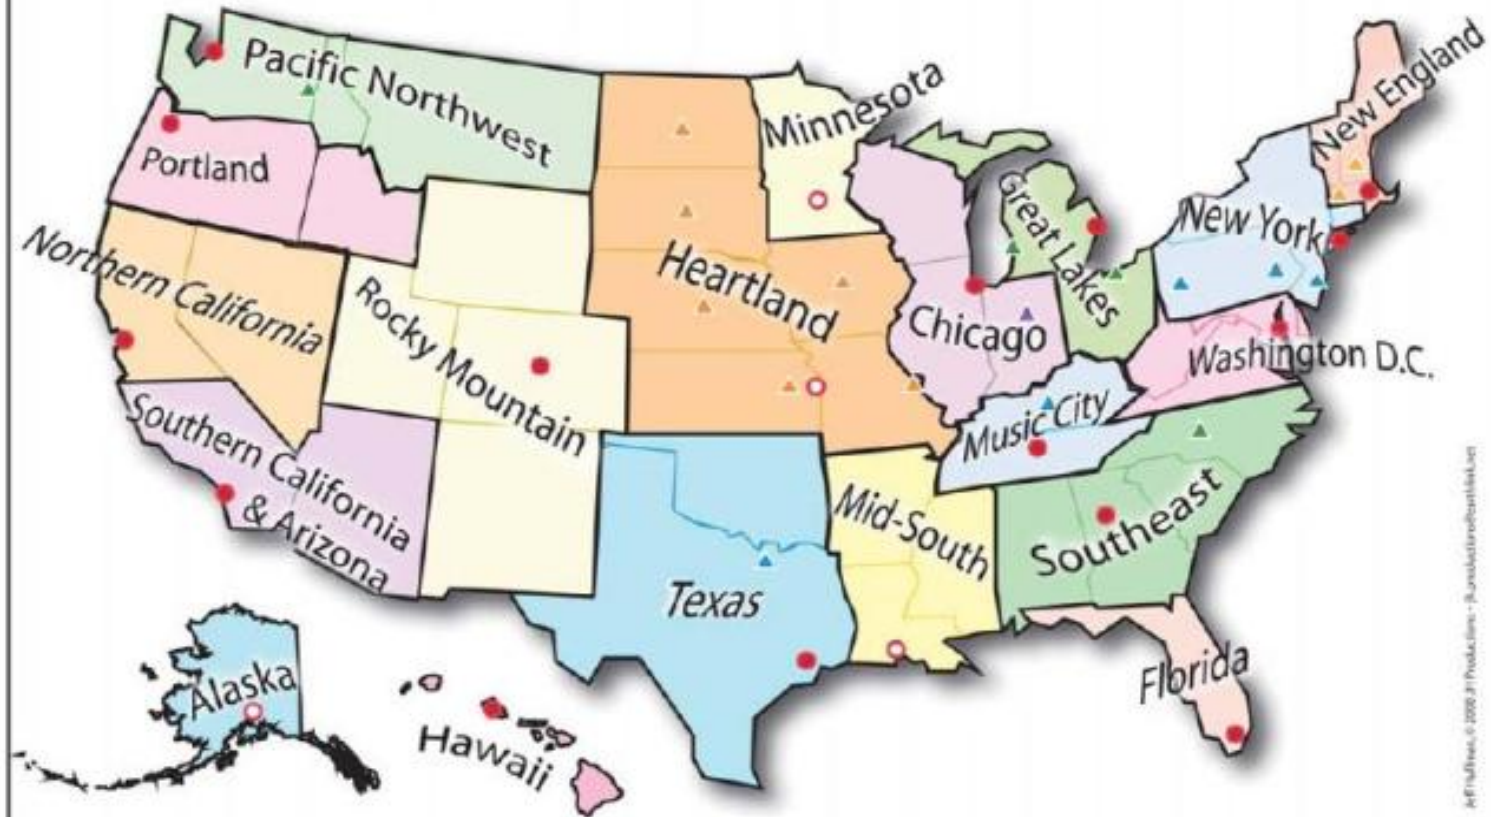 Pacific Northwest
Minnesota
New England
Portland
Great Lakes
New York
Northern California
Heartland
Rocky Mountain
Chicago
Washington D.C.
Southern California
& Arizona
Music City
Mid-South
Southeast
Texas
Alaska
Hawaii
Florida